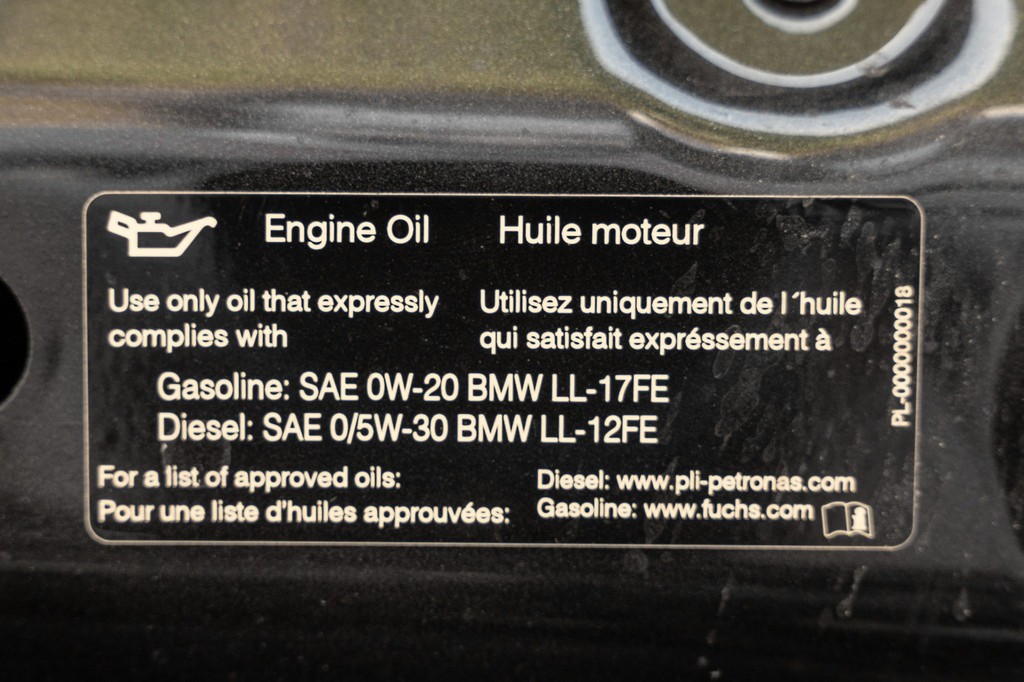 Engine Oil
Huile moteur
Use only oil that expressly
complies with
Utilisez uniquement de l ´huile
qui satisfait expréssement à
Gasoline: SAE 0W-20 BMW LL-17FE
Diesel: SAE 0/5W-30 BMW LL-12FE
For a list of approved oils:
Pour une liste d'huiles approuvées:
Diesel: www.pli-petronas.com
Gasoline: www.fuchs.com
PL-0000000018